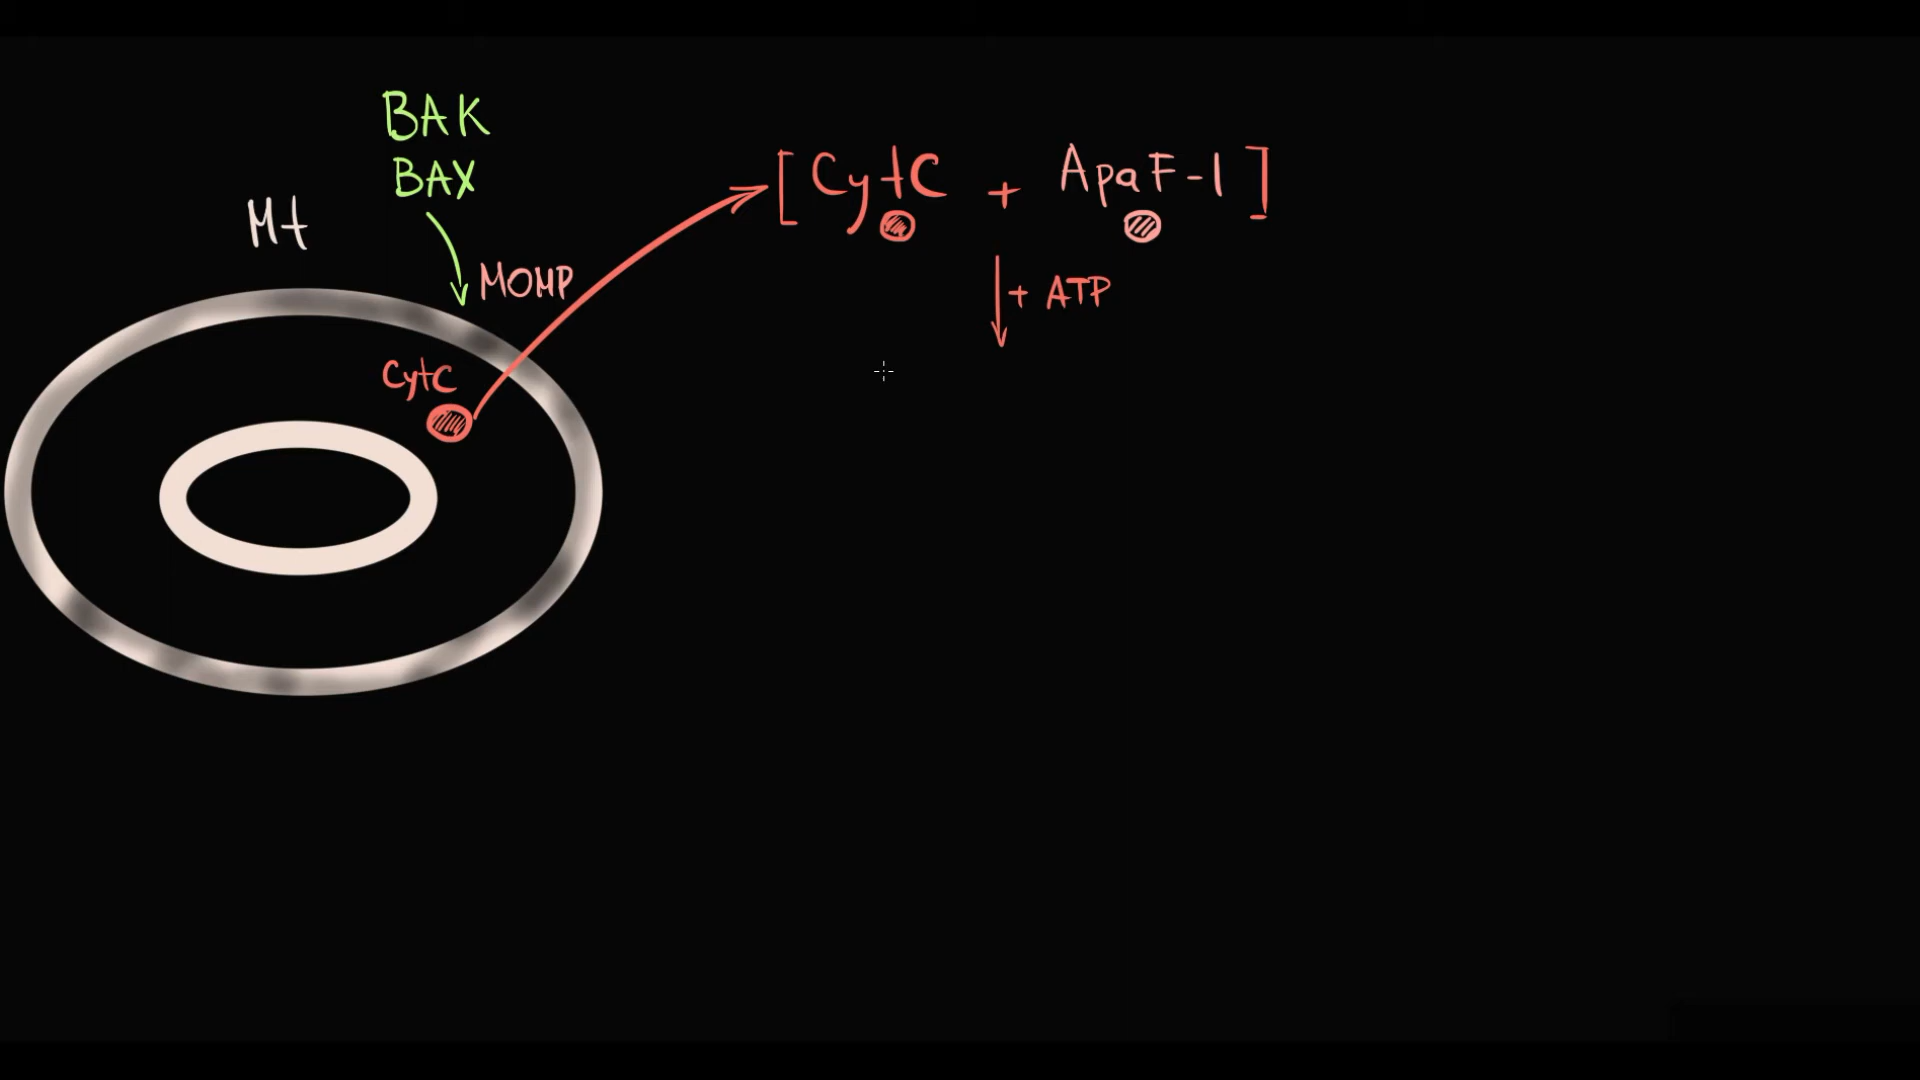 BAK
BAX
Mt
MOMP
CytC
[CytC + ApaF-1]
+ ATP